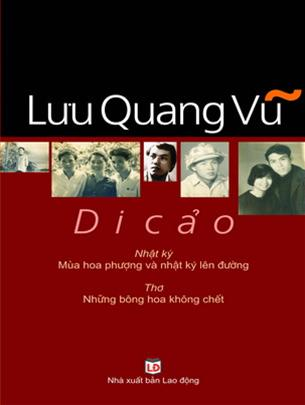 Lưu Quang Vũ
Di cảo
Nhật ký
Mùa hoa phượng và nhật ký lên đường
Thơ
Những bông hoa không chết
LĐ
Nhà xuất bản Lao động